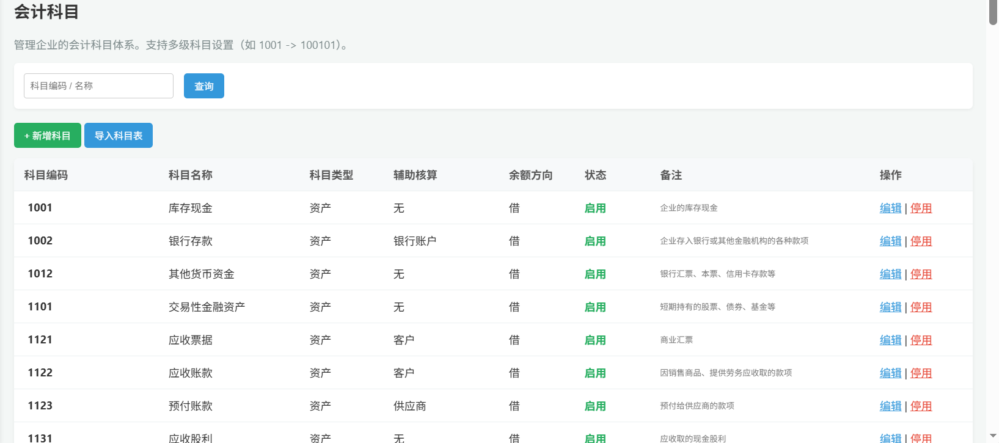 会计科目
管理企业的会计科目体系。支持多级科目设置（如 1001 -> 100101）。
科目编码 / 名称 查询
+ 新增科目 导入科目表
科目编码 科目名称 科目类型 辅助核算 余额方向 状态 备注 操作
1001 库存现金 资产 无 借 启用 企业的库存现金 编辑 | 停用
1002 银行存款 资产 银行账户 借 启用 企业存入银行或其他金融机构的各种款项 编辑 | 停用
1012 其他货币资金 资产 无 借 启用 银行汇票、本票、信用卡存款等 编辑 | 停用
1101 交易性金融资产 资产 无 借 启用 短期持有的股票、债券、基金等 编辑 | 停用
1121 应收票据 资产 客户 借 启用 商业汇票 编辑 | 停用
1122 应收账款 资产 客户 借 启用 因销售商品、提供劳务应收取的款项 编辑 | 停用
1123 预付账款 资产 供应商 借 启用 预付给供应商的款项 编辑 | 停用
1131 应收股利 资产 无 借 启用 应收取的现金股利 编辑 | 停用